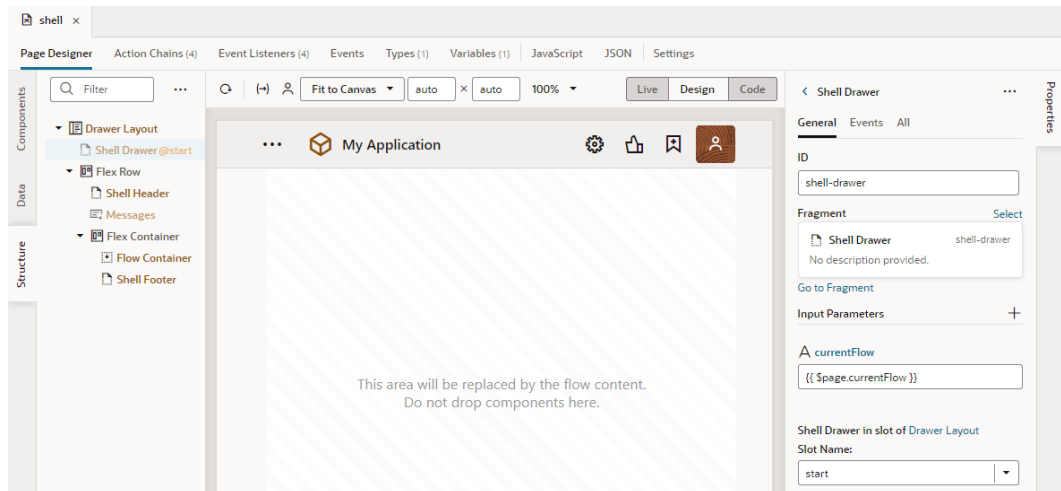 shell ×
Page Designer Action Chains (4) Event Listeners (4) Events Types (1) Variables (1) JavaScript JSON Settings
Components
Data
Structure
Filter
Drawer Layout
Shell Drawer@start
Flex Row
Shell Header
Messages
Flex Container
Flow Container
Shell Footer
Fit to Canvas auto × auto 100% Live Design Code
My Application
This area will be replaced by the flow content.
Do not drop components here.
Shell Drawer
General Events All
ID
shell-drawer
Fragment Select
Shell Drawer shell-drawer
No description provided.
Go to Fragment
Input Parameters
A currentFlow
{{ $page.currentFlow }}
Shell Drawer in slot of Drawer Layout
Slot Name:
start
Properties